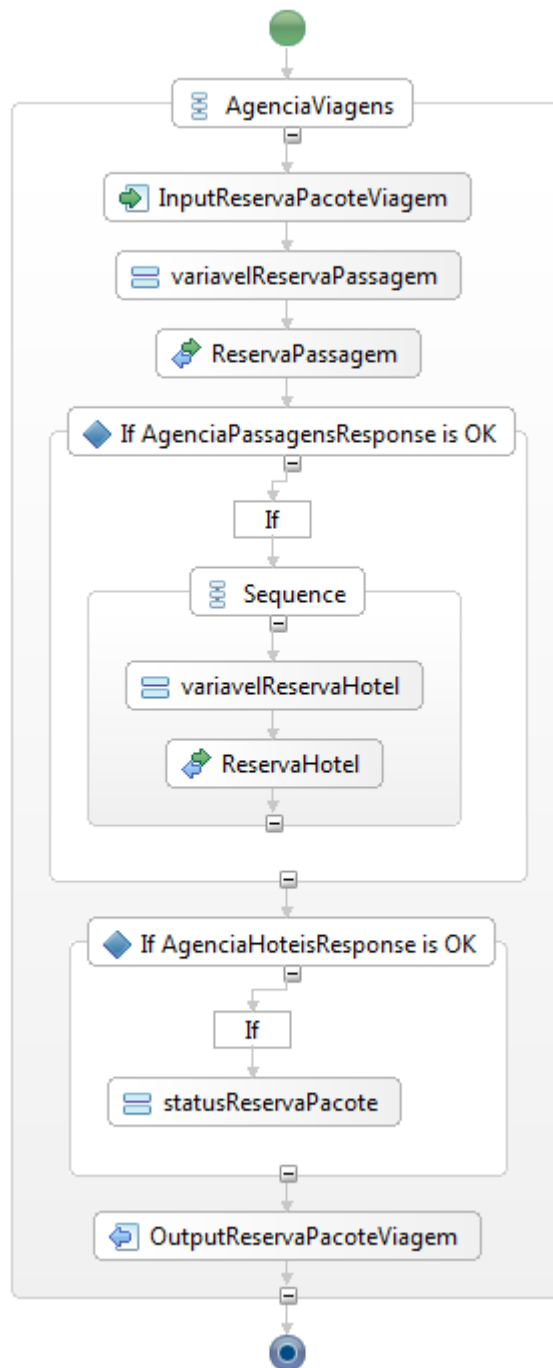 AgenciaViagens
InputReservaPacoteViagem
variavelReservaPassagem
ReservaPassagem
If AgenciaPassagensResponse is OK
If
Sequence
variavelReservaHotel
ReservaHotel
If AgenciaHoteisResponse is OK
If
statusReservaPacote
OutputReservaPacoteViagem